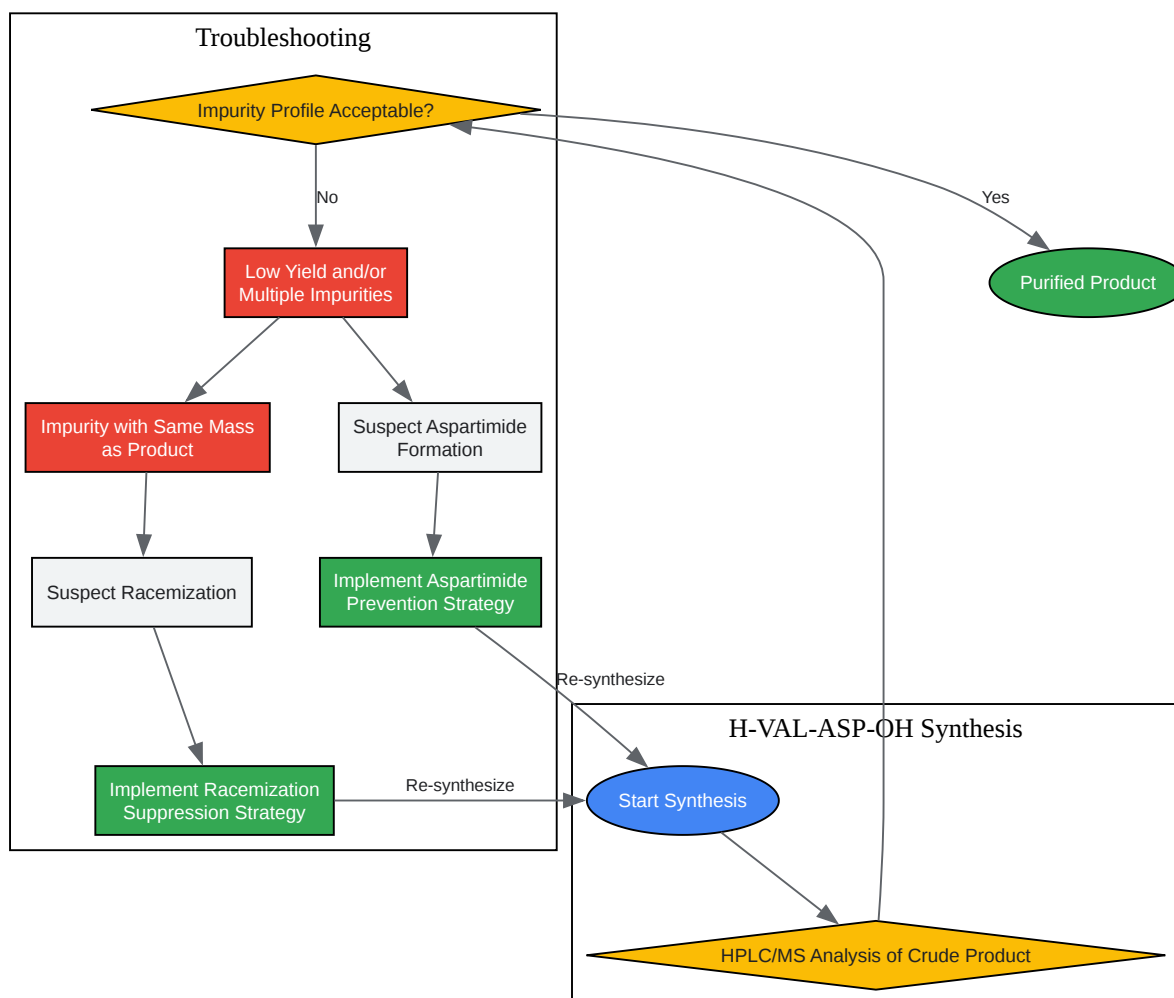 Troubleshooting
Impurity Profile Acceptable?
No
Yes
Low Yield and/or
Multiple Impurities
Purified Product
Impurity with Same Mass
as Product
Suspect Aspartimide
Formation
Suspect Racemization
Implement Aspartimide
Prevention Strategy
Re-synthesize
H-VAL-ASP-OH Synthesis
Implement Racemization
Suppression Strategy
Re-synthesize
Start Synthesis
HPLC/MS Analysis of Crude Product